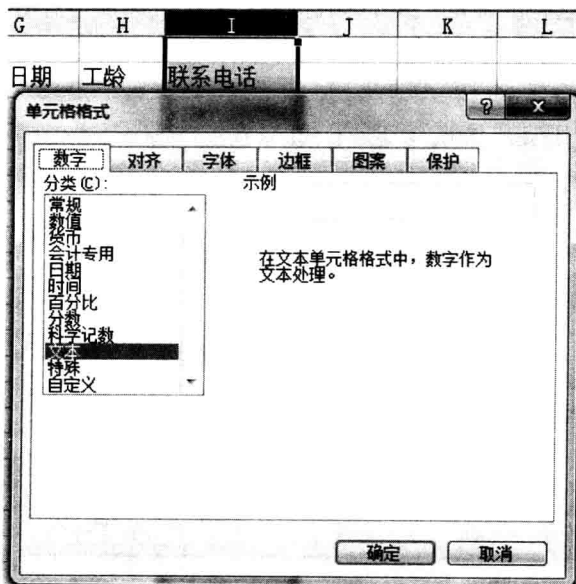 G H I J K L
日期 工龄 联系电话
单元格格式
数字 对齐 字体 边框 图案 保护
分类(C): 示例
常规
数值
货币
会计专用
日期
时间
百分比
分数
科学记数
文本
特殊
自定义
在文本单元格格式中，数字作为
文本处理。
确定 取消